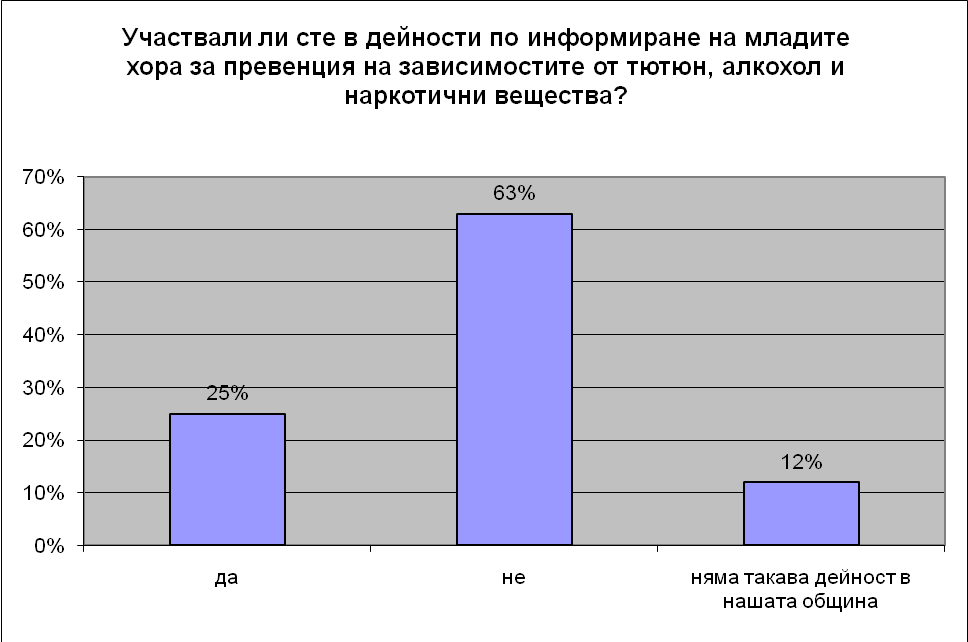 Участвали ли сте в дейности по информиране на младите
хора за превенция на зависимостите от тютюн, алкохол и
наркотични вещества?
70%
60%
50%
40%
30%
20%
10%
0%
25%
63%
12%
да
не
няма такава дейност в
нашата община